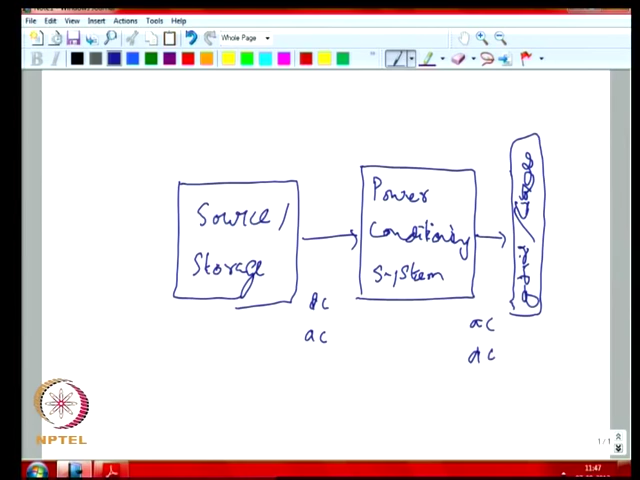 File Edit View Insert Actions Tools Help
Whole Page
B I
Source/
Storage
Power
Conditioning
System
dc
ac
ac
dc
NPTEL
1/1
11:47